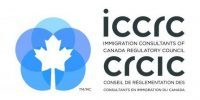 iccrc
IMMIGRATION CONSULTANTS OF
CANADA REGULATORY COUNCIL
crcic
CONSEIL DE RÉGLEMENTATION DES
CONSULTANTS EN IMMIGRATION DU CANADA
TM/MC